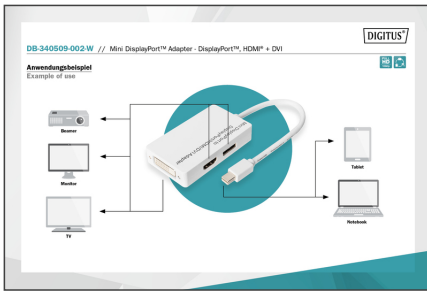 DIGITUS®
DB-340509-002-W // Mini DisplayPort™ Adapter - DisplayPort™, HDMI® + DVI
Anwendungsbeispiel
Example of use
Beamer
Monitor
TV
Tablet
Notebook